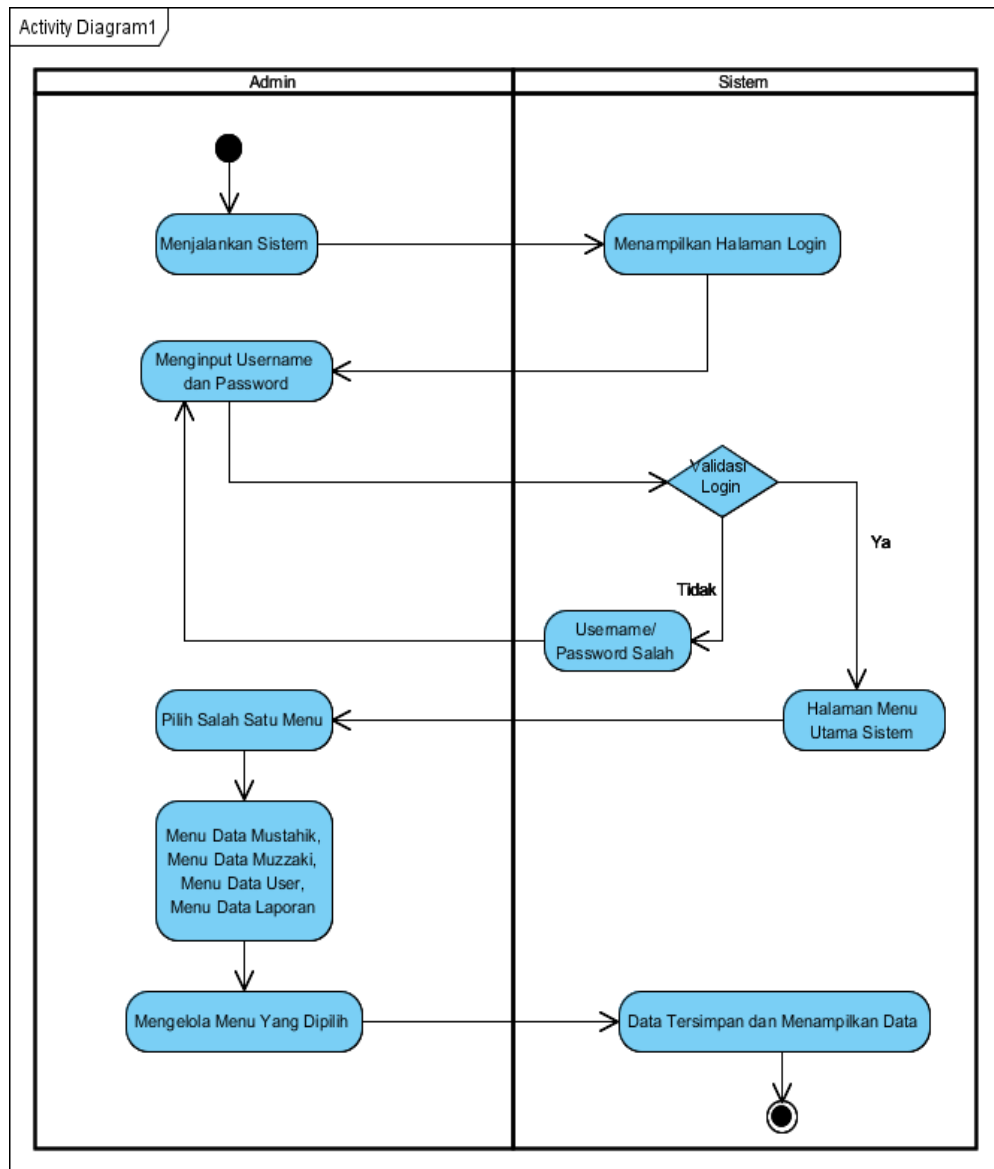 Activity Diagram1
Admin
Sistem
Menjalankan Sistem
Menampilkan Halaman Login
Menginput Username
dan Password
Validasi
Login
Ya
Tidak
Username/
Password Salah
Pilih Salah Satu Menu
Halaman Menu
Utama Sistem
Menu Data Mustahik,
Menu Data Muzzaki,
Menu Data User,
Menu Data Laporan
Mengelola Menu Yang Dipilih
Data Tersimpan dan Menampilkan Data